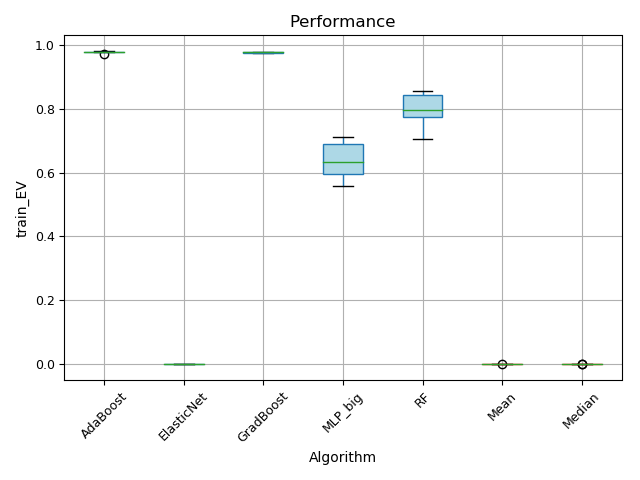 Performance
train_EV
1.0
0.8
0.6
0.4
0.2
0.0
AdaBoost
ElasticNet
GradBoost
MLP_big
RF
Mean
Median
Algorithm